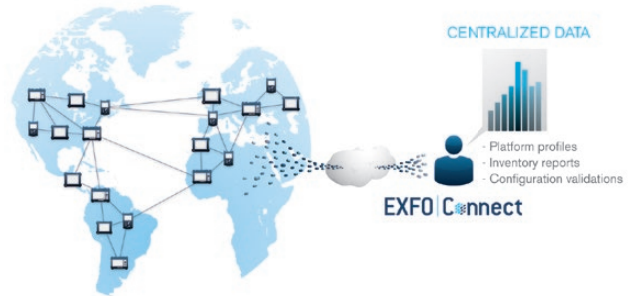 CENTRALIZED DATA
· Platform profiles
· Inventory reports
· Configuration validations
EXFO|Connect